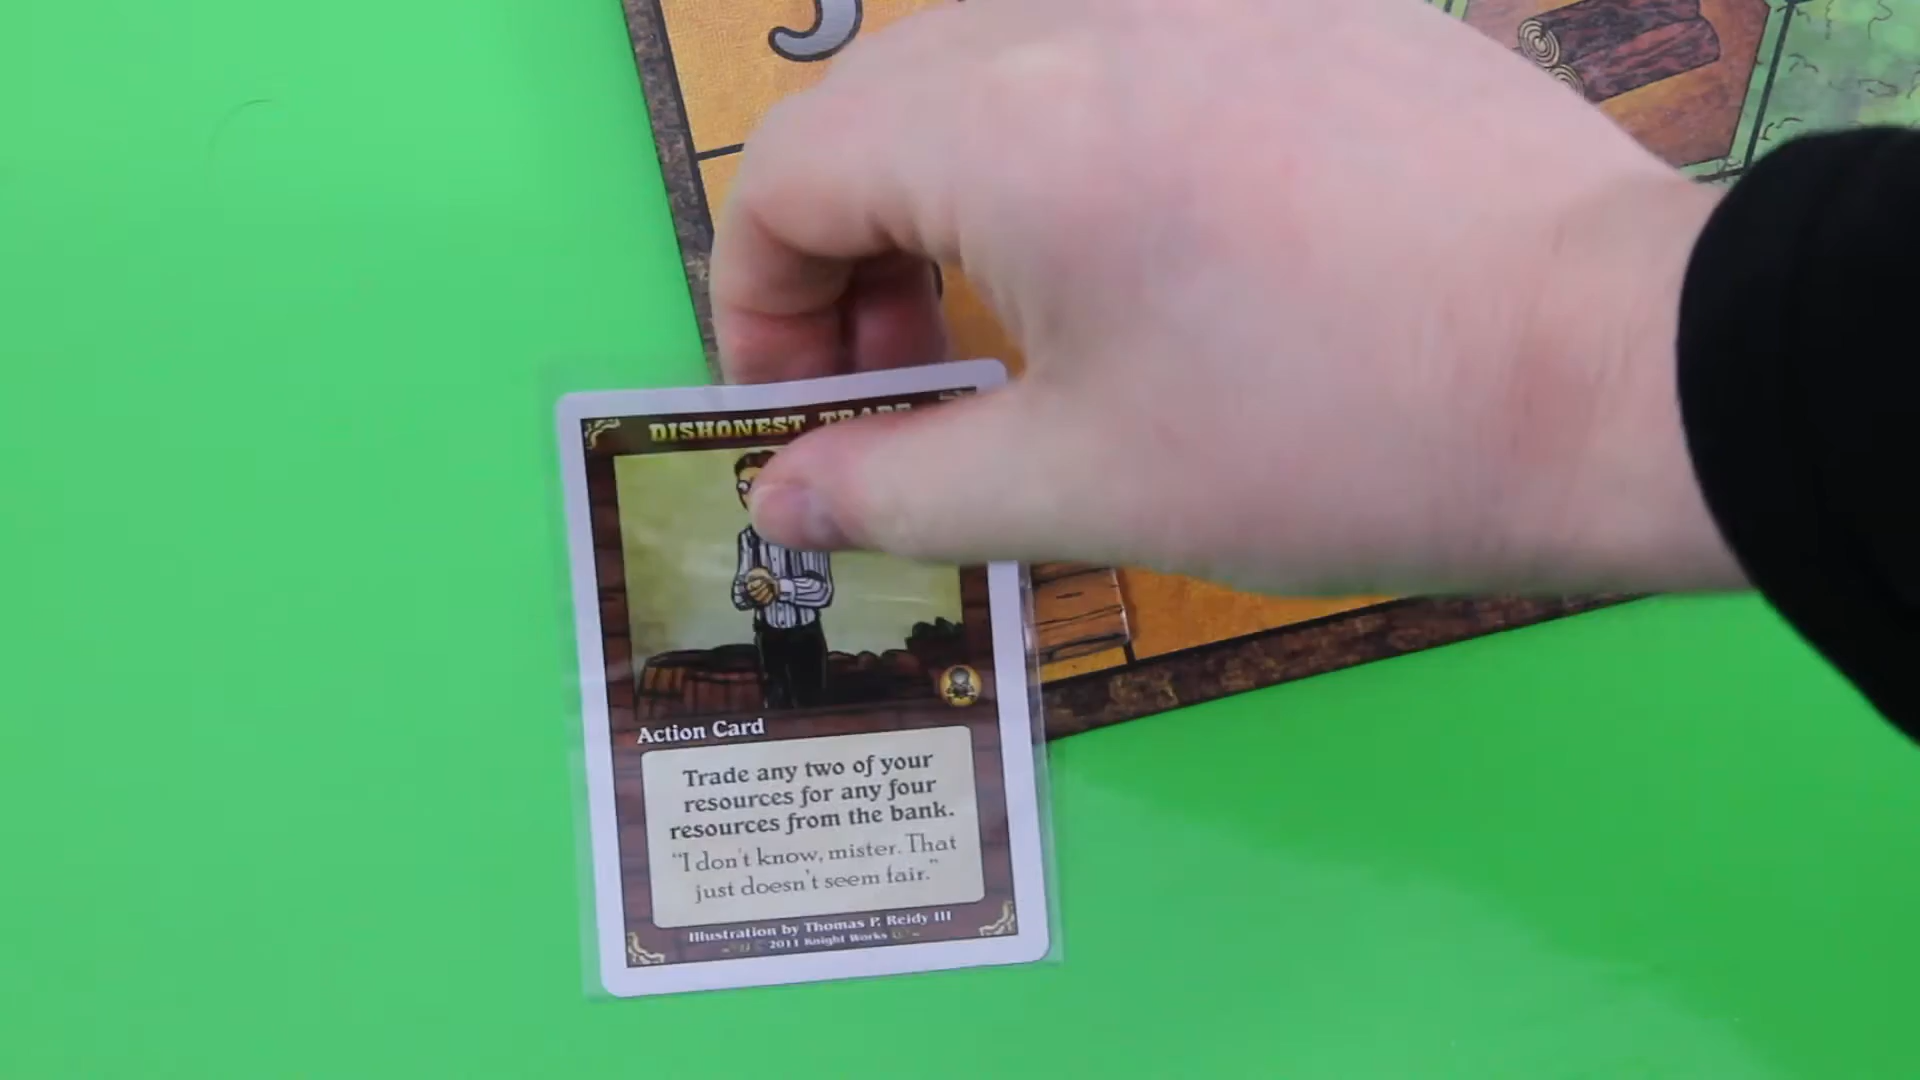 DISHONEST TRADE
Action Card
Trade any two of your
resources for any four
resources from the bank.
"I don't know, mister. That
just doesn't seem fair."
Illustration by Thomas P. Reidy III
© 2011 Knight Works